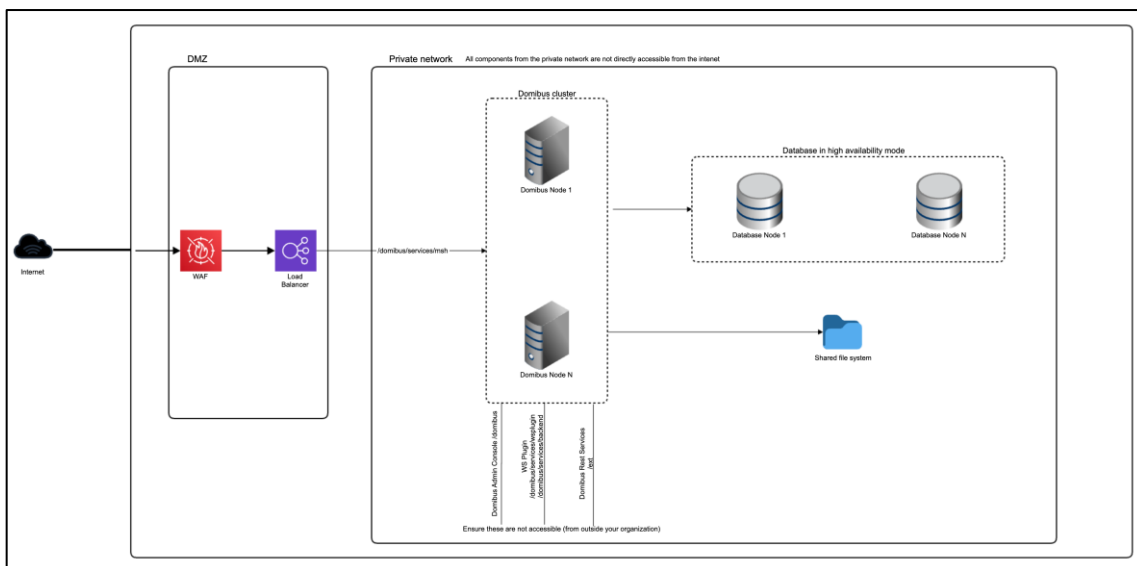 DMZ
Private network
All components from the private network are not directly accessible from the intenet
Domibus cluster
Domibus Node 1
Database in high availability mode
Database Node 1
Database Node N
Internet
WAF
Load
Balancer
/domibus/services/msh
Domibus Node N
Shared file system
Domibus Admin Console /domibus
WS Plugin
/domibus/services/wsplugin
/domibus/services/backend
Domibus Rest Services
/ext
Ensure these are not accessible (from outside your organization)